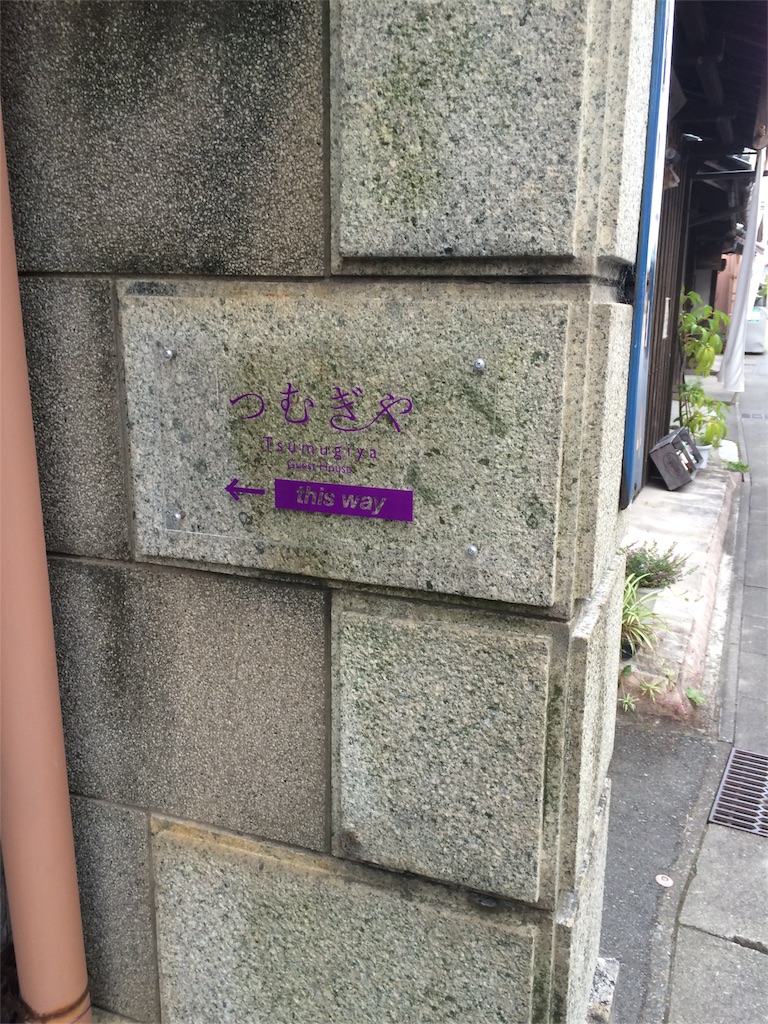 つむぎや
Tsumugiya
Guest House
← this way